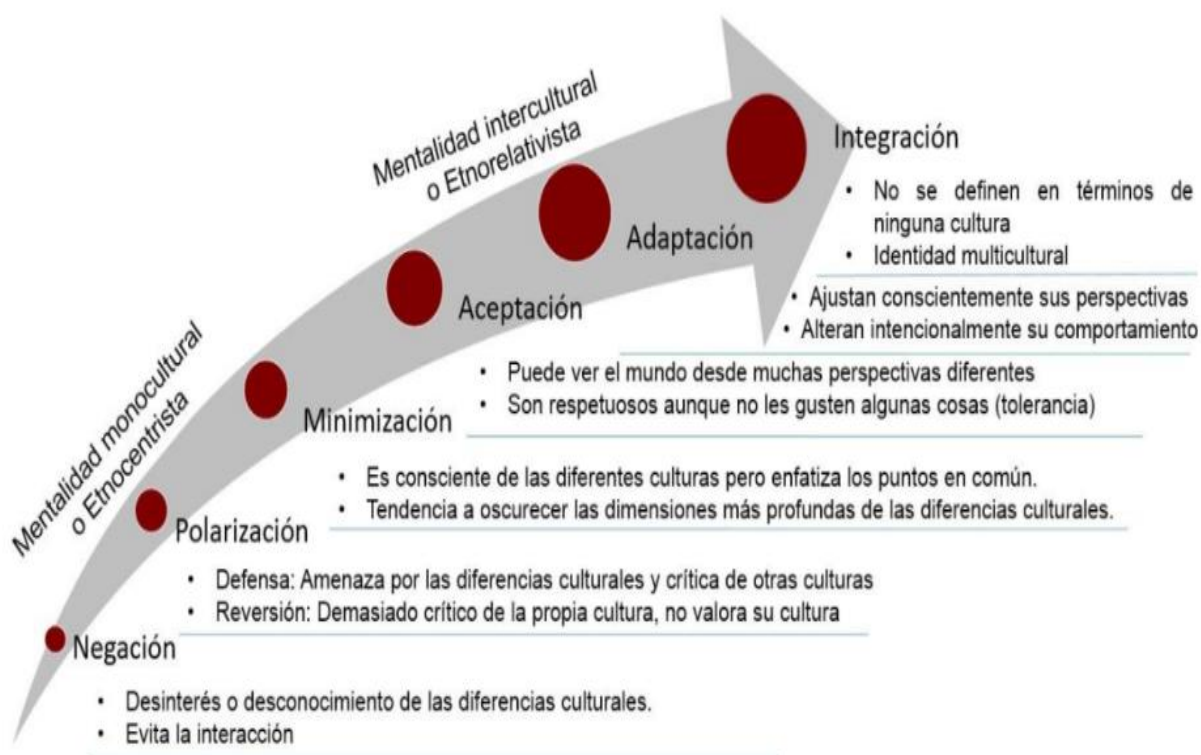 Mentalidad intercultural
o Etnorelativista
Mentalidad monocultural
o Etnocentrista
Integración
• No se definen en términos de
ninguna cultura
• Identidad multicultural
Adaptación
• Ajustan conscientemente sus perspectivas
• Alteran intencionalmente su comportamiento
Aceptación
• Puede ver el mundo desde muchas perspectivas diferentes
• Son respetuosos aunque no les gusten algunas cosas (tolerancia)
Minimización
• Es consciente de las diferentes culturas pero enfatiza los puntos en común.
• Tendencia a oscurecer las dimensiones más profundas de las diferencias culturales.
Polarización
• Defensa: Amenaza por las diferencias culturales y crítica de otras culturas
• Reversión: Demasiado crítico de la propia cultura, no valora su cultura
Negación
• Desinterés o desconocimiento de las diferencias culturales.
• Evita la interacción